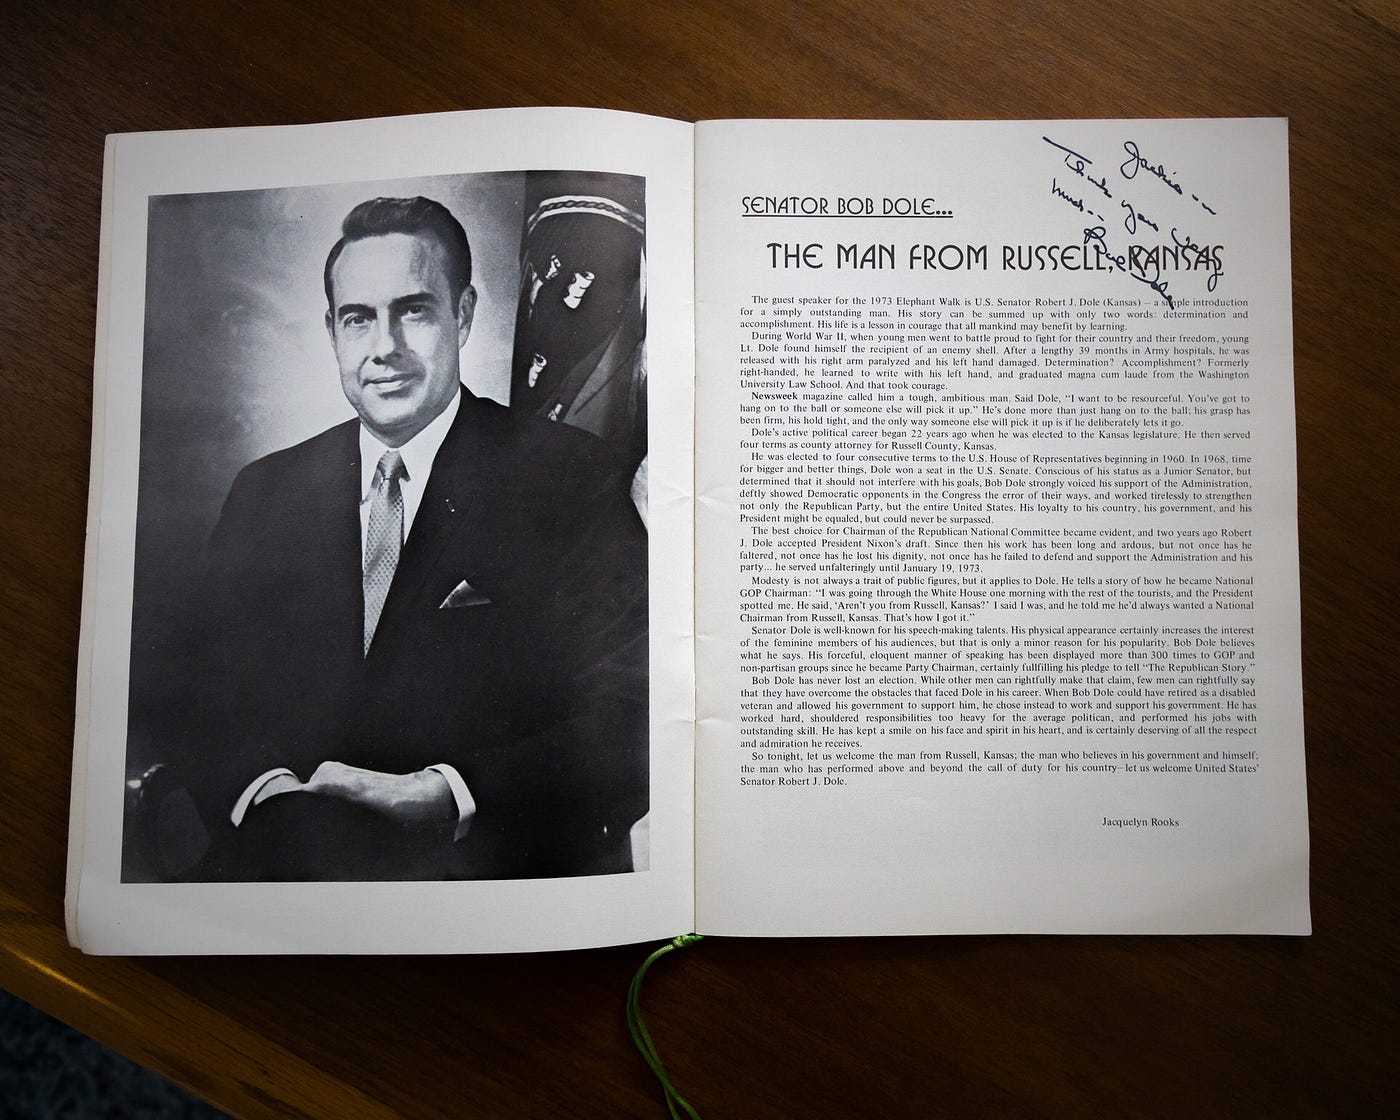 Jackie --
Thank you very
much --
Bob Dole
SENATOR BOB DOLE...
THE MAN FROM RUSSELL, KANSAS
The guest speaker for the 1973 Elephant Walk is U.S. Senator Robert J. Dole (Kansas) – a simple introduction
for a simply outstanding man. His story can be summed up with only two words: determination and
accomplishment. His life is a lesson in courage that all mankind may benefit by learning.
During World War II, when young men went to battle proud to fight for their country and their freedom, young
Lt. Dole found himself the recipient of an enemy shell. After a lengthy 39 months in Army hospitals, he was
released with his right arm paralyzed and his left hand damaged. Determination? Accomplishment? Formerly
right-handed, he learned to write with his left hand, and graduated magna cum laude from the Washington
University Law School. And that took courage.
Newsweek magazine called him a tough, ambitious man. Said Dole, “I want to be resourceful. You've got to
hang on to the ball or someone else will pick it up.” He's done more than just hang on to the ball; his grasp has
been firm, his hold tight, and the only way someone else will pick it up is if he deliberately lets it go.
Dole's active political career began 22 years ago when he was elected to the Kansas legislature. He then served
four terms as county attorney for Russell County, Kansas.
He was elected to four consecutive terms to the U.S. House of Representatives beginning in 1960. In 1968, time
for bigger and better things, Dole won a seat in the U.S. Senate. Conscious of his status as a Junior Senator, but
determined that it should not interfere with his goals, Bob Dole strongly voiced his support of the Administration,
deftly showed Democratic opponents in the Congress the error of their ways, and worked tirelessly to strengthen
not only the Republican Party, but the entire United States. His loyalty to his country, his government, and his
President might be equaled, but could never be surpassed.
The best choice for Chairman of the Republican National Committee became evident, and two years ago Robert
J. Dole accepted President Nixon's draft. Since then his work has been long and ardous, but not once has he
faltered, not once has he lost his dignity, not once has he failed to defend and support the Administration and his
party... he served unfalteringly until January 19, 1973.
Modesty is not always a trait of public figures, but it applies to Dole. He tells a story of how he became National
GOP Chairman: “I was going through the White House one morning with the rest of the tourists, and the President
spotted me. He said, ‘Aren't you from Russell, Kansas?’ I said I was, and he told me he'd always wanted a National
Chairman from Russell, Kansas. That's how I got it.”
Senator Dole is well-known for his speech-making talents. His physical appearance certainly increases the interest
of the feminine members of his audiences, but that is only a minor reason for his popularity. Bob Dole believes
what he says. His forceful, eloquent manner of speaking has been displayed more than 300 times to GOP and
non-partisan groups since he became Party Chairman, certainly fullfilling his pledge to tell “The Republican Story.”
Bob Dole has never lost an election. While other men can rightfully make that claim, few men can rightfully say
that they have overcome the obstacles that faced Dole in his career. When Bob Dole could have retired as a disabled
veteran and allowed his government to support him, he chose instead to work and support his government. He has
worked hard, shouldered responsibilities too heavy for the average politican, and performed his jobs with
outstanding skill. He has kept a smile on his face and spirit in his heart, and is certainly deserving of all the respect
and admiration he receives.
So tonight, let us welcome the man from Russell, Kansas; the man who believes in his government and himself;
the man who has performed above and beyond the call of duty for his country—let us welcome United States'
Senator Robert J. Dole.
Jacquelyn Rooks